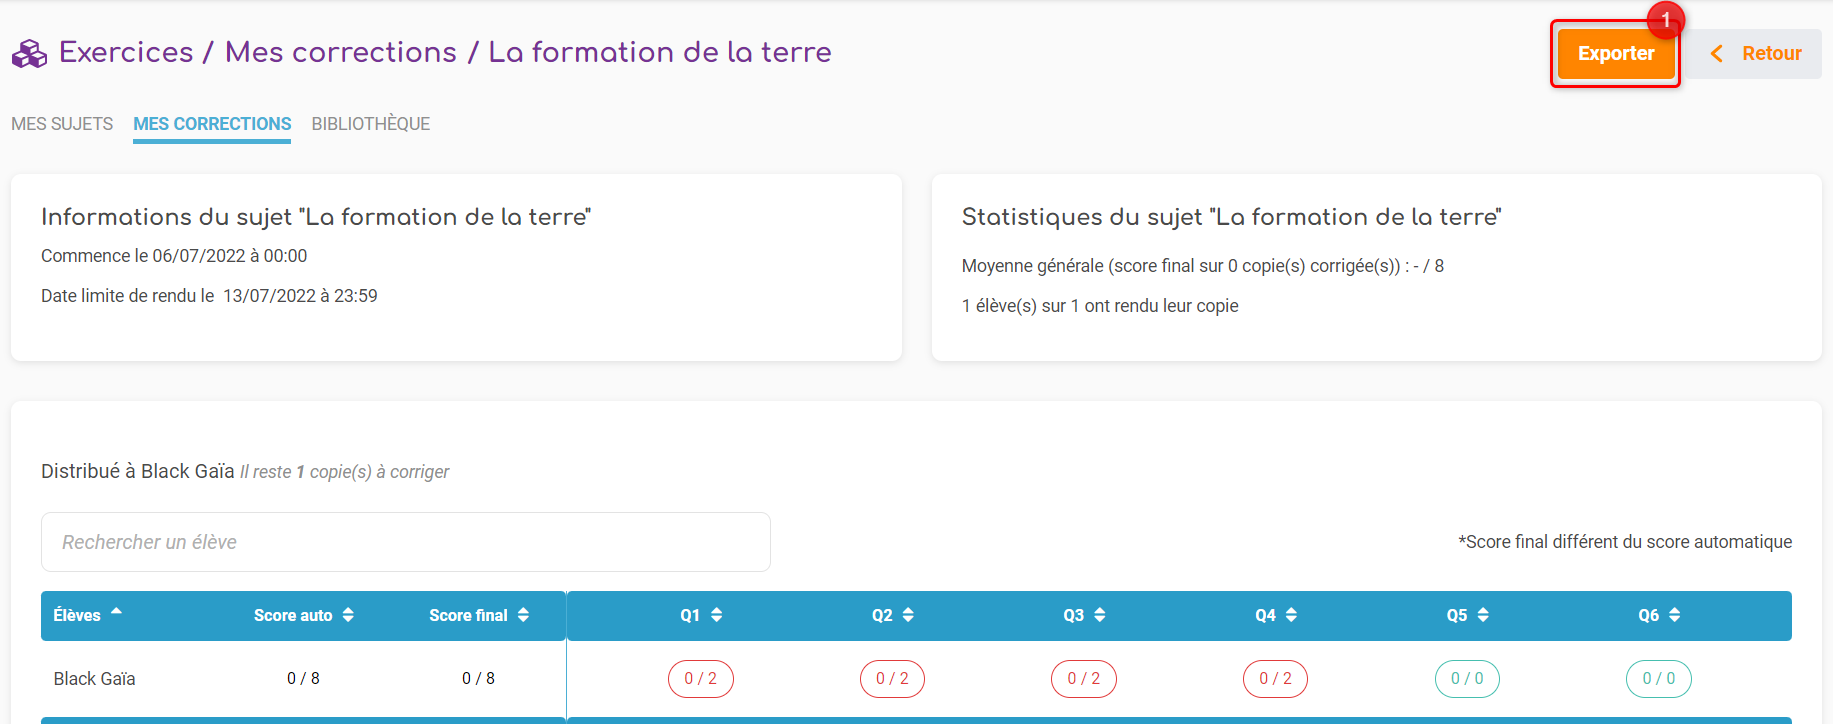 Exercices / Mes corrections / La formation de la terre
Exporter
1
Retour
MES SUJETS MES CORRECTIONS BIBLIOTHÈQUE
Informations du sujet "La formation de la terre"
Commence le 06/07/2022 à 00:00
Date limite de rendu le 13/07/2022 à 23:59
Statistiques du sujet "La formation de la terre"
Moyenne générale (score final sur 0 copie(s) corrigée(s)) : - / 8
1 élève(s) sur 1 ont rendu leur copie
Distribué à Black Gaïa Il reste 1 copie(s) à corriger
Rechercher un élève
*Score final différent du score automatique
Élèves Score auto Score final Q1 Q2 Q3 Q4 Q5 Q6
Black Gaïa 0 / 8 0 / 8 0 / 2 0 / 2 0 / 2 0 / 2 0 / 0 0 / 0